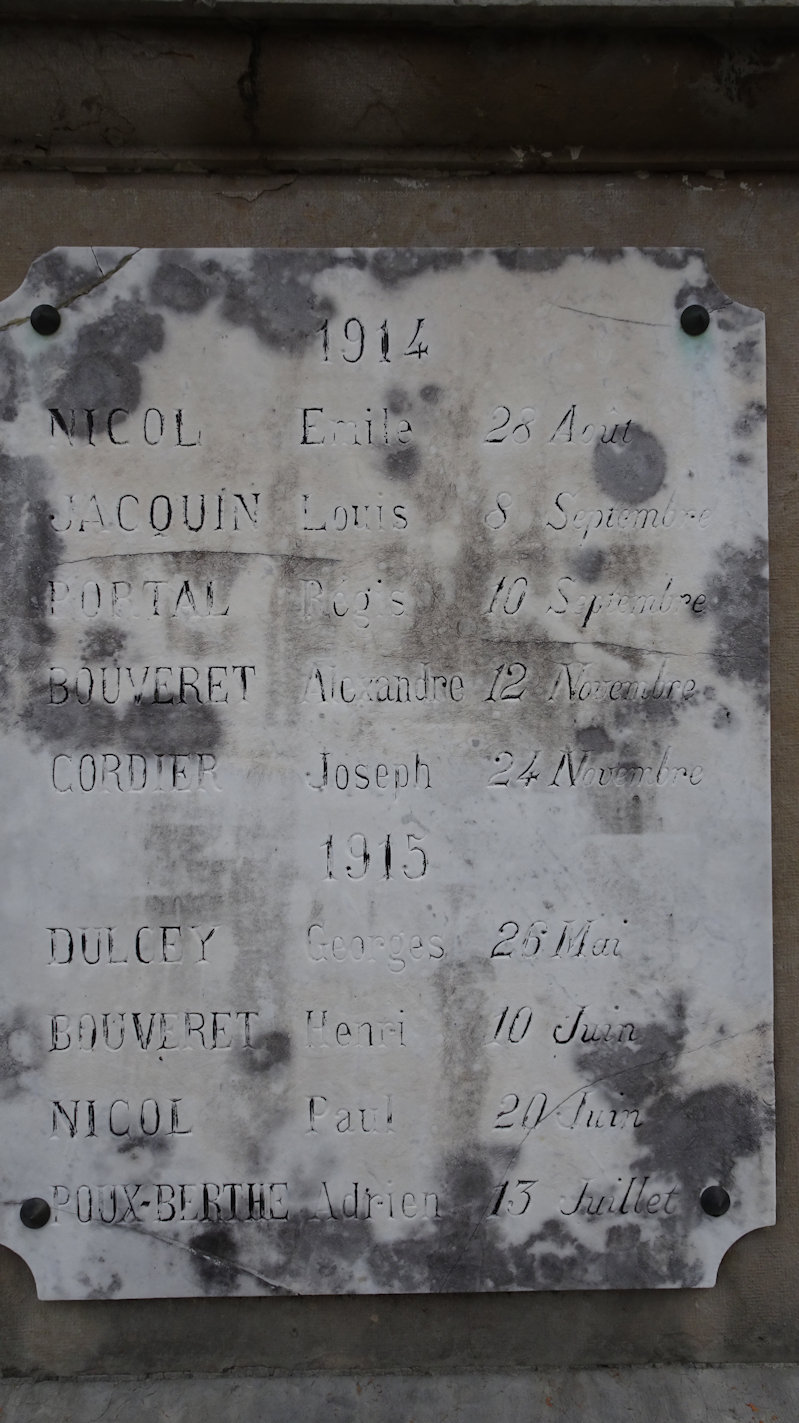 1914
NICOL Emile 28 Août
JACQUIN Louis 8 Septembre
PORTAL Régis 10 Septembre
BOUVERET Alexandre 12 Novembre
CORDIER Joseph 24 Novembre
1915
DULCEY Georges 26 Mai
BOUVERET Henri 10 Juin
NICOL Paul 20 Juin
POUX-BERTHE Adrien 13 Juillet